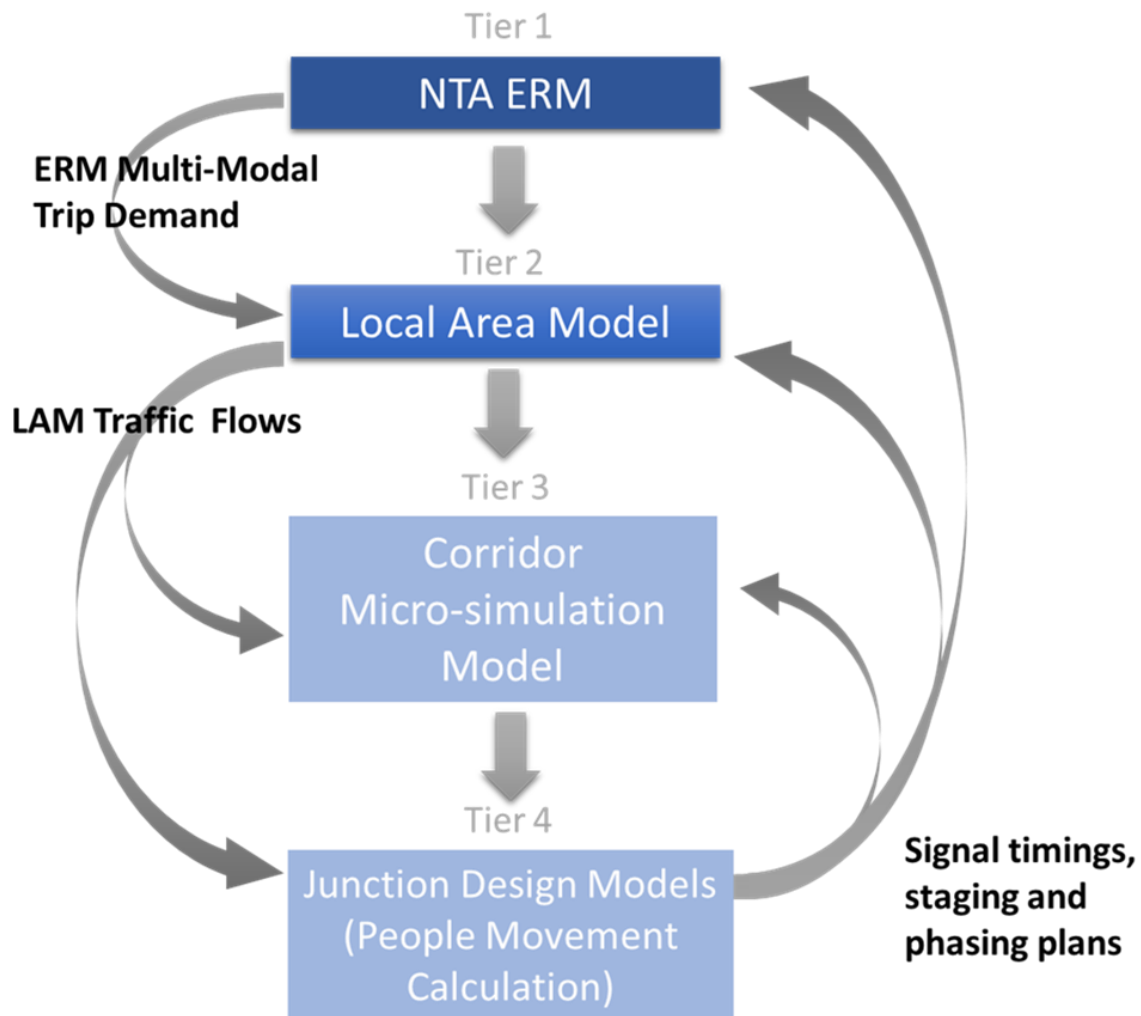 Tier 1
NTA ERM
ERM Multi-Modal
Trip Demand
Tier 2
Local Area Model
LAM Traffic  Flows
Tier 3
Corridor
Micro-simulation
Model
Tier 4
Junction Design Models
(People Movement
Calculation)
Signal timings,
staging and
phasing plans